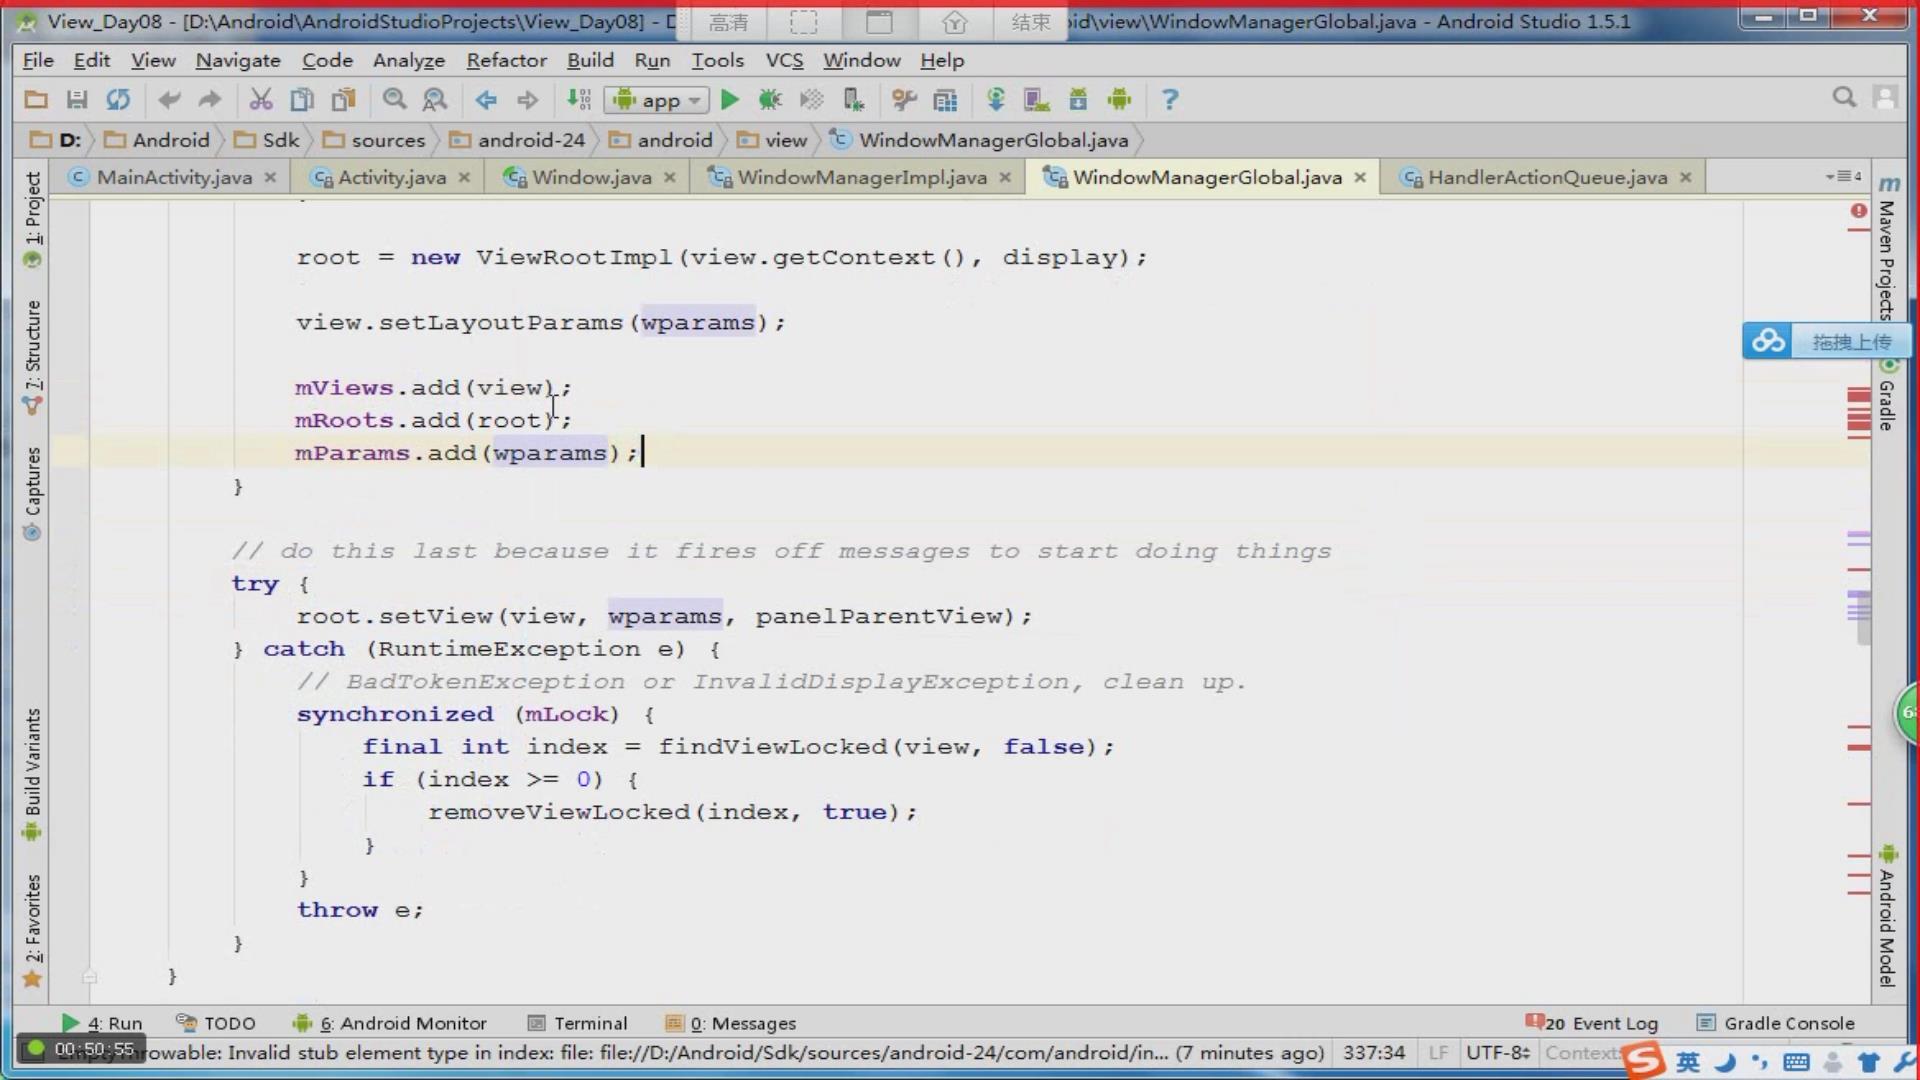 View_Day08 - [D:\Android\AndroidStudioProjects\View_Day08] - D
高清
结束
id\view\WindowManagerGlobal.java - Android Studio 1.5.1
File Edit View Navigate Code Analyze Refactor Build Run Tools VCS Window Help
app
D: Android Sdk sources android-24 android view WindowManagerGlobal.java
MainActivity.java Activity.java Window.java WindowManagerImpl.java WindowManagerGlobal.java HandlerActionQueue.java
4
1: Project
7: Structure
Captures
Build Variants
2: Favorites
root = new ViewRootImpl(view.getContext(), display);
view.setLayoutParams(wparams);
mViews.add(view);
mRoots.add(root);
mParams.add(wparams);
}
// do this last because it fires off messages to start doing things
try {
root.setView(view, wparams, panelParentView);
} catch (RuntimeException e) {
// BadTokenException or InvalidDisplayException, clean up.
synchronized (mLock) {
final int index = findViewLocked(view, false);
if (index >= 0) {
removeViewLocked(index, true);
}
}
throw e;
}
}
Maven Projects
拖拽上传
Gradle
Android Model
4: Run TODO 6: Android Monitor Terminal 0: Messages
20 Event Log Gradle Console
00:50:55
throwable: Invalid stub element type in index: file: file://D:/Android/Sdk/sources/android-24/com/android/in... (7 minutes ago)
337:34 LF UTF-8 Context:
英